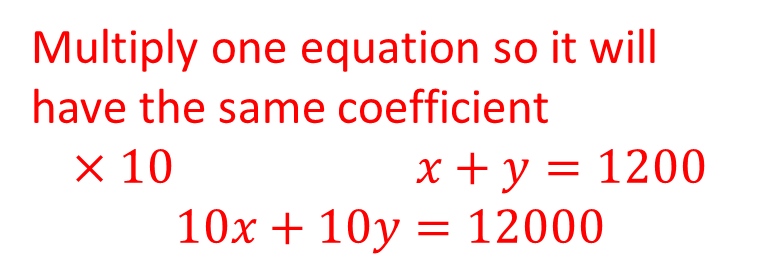 Multiply one equation so it will
have the same coefficient
× 10 x + y = 1200
10x + 10y = 12000